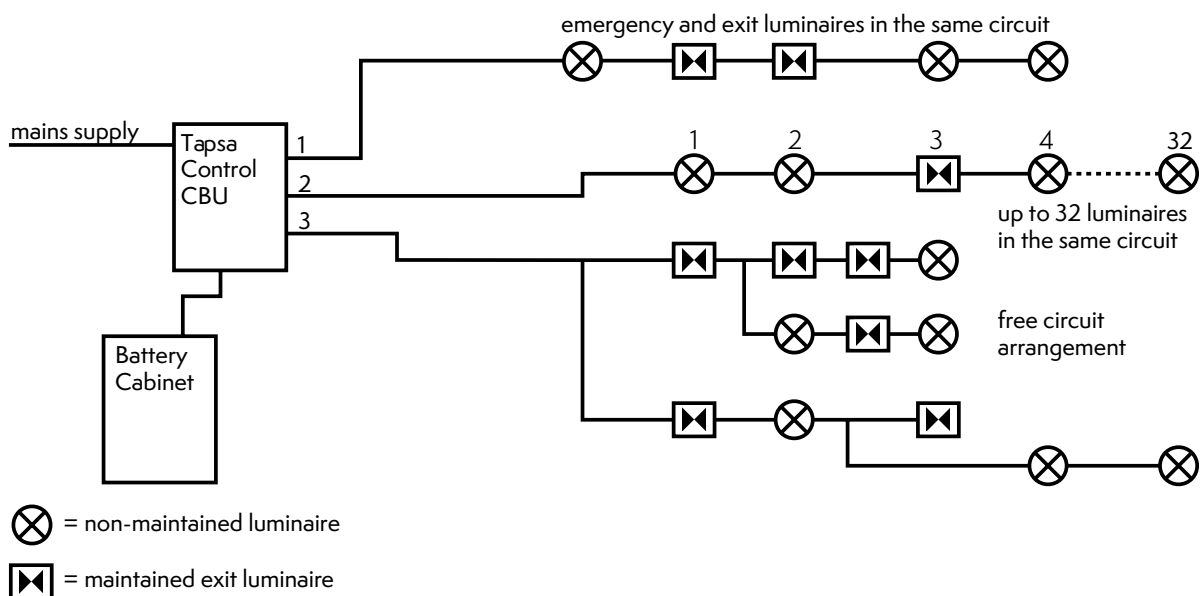 emergency and exit luminaires in the same circuit
mains supply
Tapsa
Control
CBU
1
2
3
1
2
3
4
32
up to 32 luminaires
in the same circuit
free circuit
arrangement
Battery
Cabinet
= non-maintained luminaire
= maintained exit luminaire